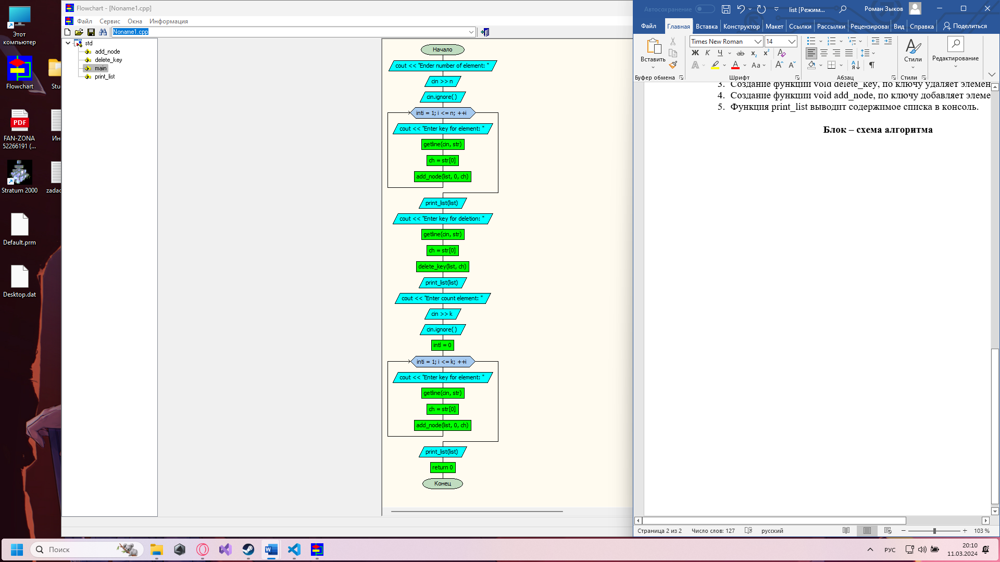 Этот
компьютер
Flowchart
Stu
FAN-ZONA
52266191 (...
Ин
Stratum 2000
zadac
Default.prm
Desktop.dat
Flowchart - [Noname1.cpp]
Файл Сервис Окна Информация
Noname1.cpp
std
add_node
delete_key
main
print_list
Начало
cout << "Ender number of element: "
cin >> n
cin.ignore( )
inti = 1; i <= n; ++i
cout << "Enter key for element: "
getline(cin, str)
ch = str[0]
add_node(list, 0, ch)
print_list(list)
cout << "Enter key for deletion: "
getline(cin, str)
ch = str[0]
delete_key(list, ch)
print_list(list)
cout << "Enter count element: "
cin >> k
cin.ignore( )
intl = 0
inti = 1; i <= k; ++i
cout << "Enter key for element: "
getline(cin, str)
ch = str[0]
add_node(list, 0, ch)
print_list(list)
return 0
Конец
Автосохранение list [Режим... Роман Зыков
Файл Главная Вставка Конструктор Макет Ссылки Рассылки Рецензирован Вид Справка Поделиться
Вставить
Times New Roman 14
Ж К Ч ab x₂ x²
Стили
Редактирование
Буфер обмена Шрифт Абзац Стили
3. Создание функции void delete_key, по ключу удаляет элемен
4. Создание функции void add_node, по ключу добавляет элеме
5. Функция print_list выводит содержимое списка в консоль.
Блок – схема алгоритма
Страница 2 из 2 Число слов: 127 русский 103 %
Поиск
РУС
20:10
11.03.2024